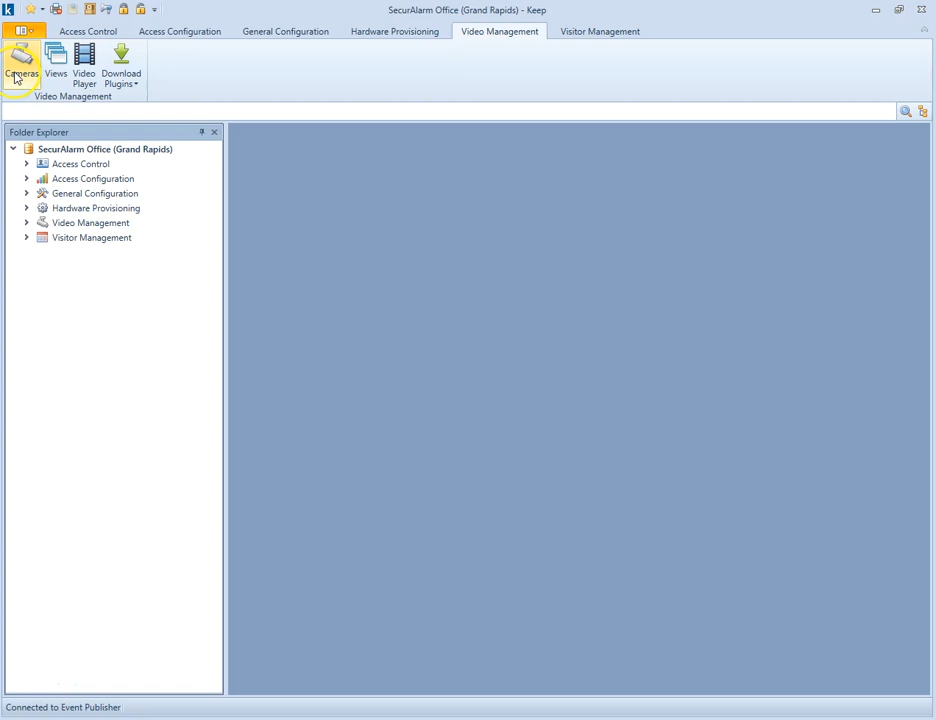 k
SecurAlarm Office (Grand Rapids) - Keep
Access Control
Access Configuration
General Configuration
Hardware Provisioning
Video Management
Visitor Management
Cameras
Views
Video Player
Download Plugins
Video Management
Folder Explorer
SecurAlarm Office (Grand Rapids)
Access Control
Access Configuration
General Configuration
Hardware Provisioning
Video Management
Visitor Management
Connected to Event Publisher